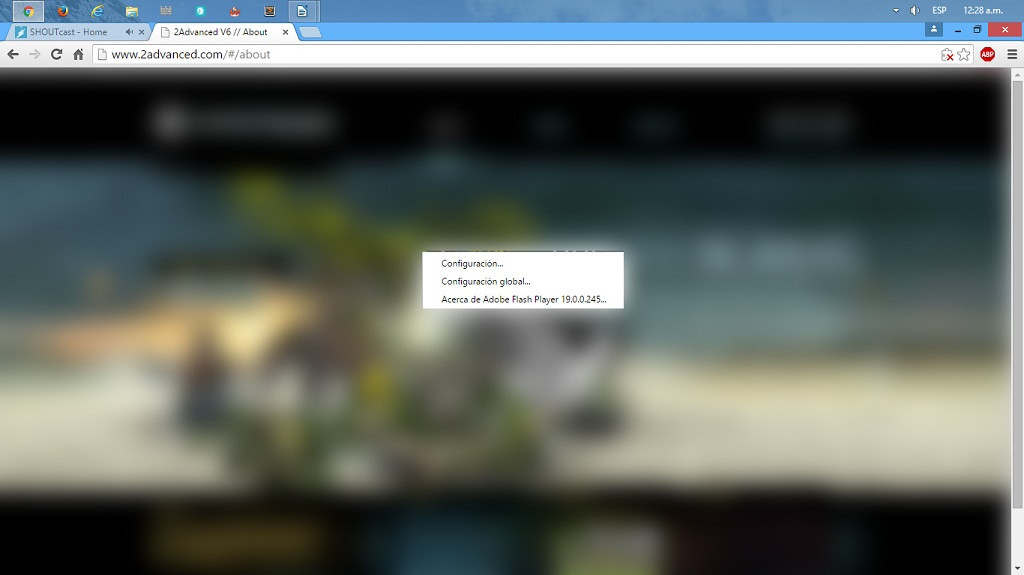 ESP
12:28 a.m.
SHOUTcast - Home
2Advanced V6 // About
www.2advanced.com/#/about
ABP
Configuración...
Configuración global...
Acerca de Adobe Flash Player 19.0.0.245...